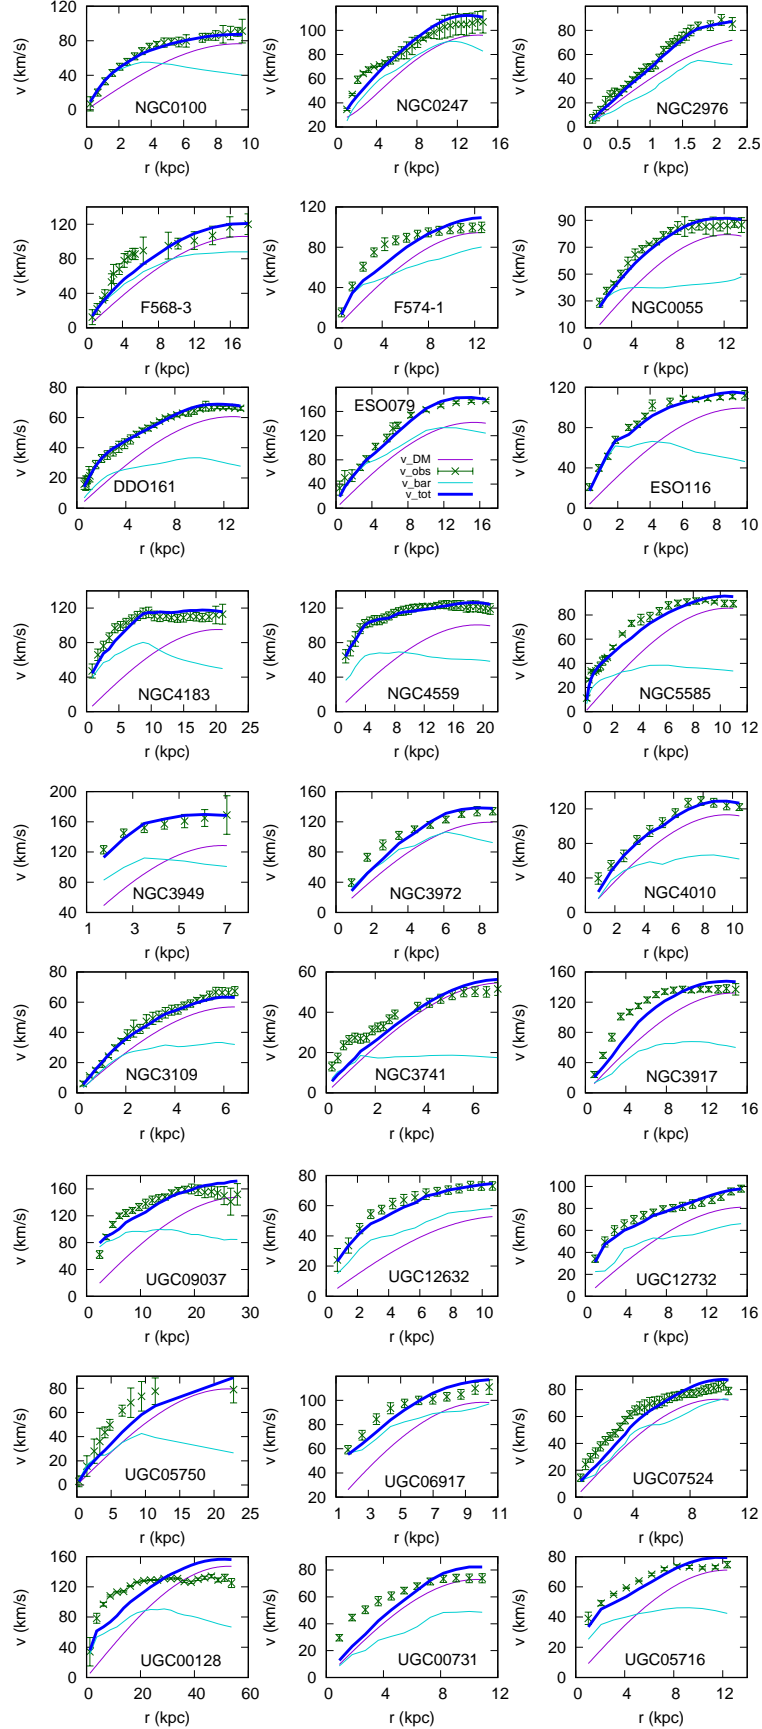 120
80
40
0
v (km/s)
NGC0100
0 2 4 6 8 10
r (kpc)
100
80
60
40
20
v (km/s)
NGC0247
0 4 8 12 16
r (kpc)
100
80
60
40
20
0
v (km/s)
NGC2976
0 0.5 1 1.5 2 2.5
r (kpc)
120
80
40
0
v (km/s)
F568-3
0 4 8 12 16
r (kpc)
120
80
40
0
v (km/s)
F574-1
0 4 8 12
r (kpc)
90
70
50
30
10
v (km/s)
NGC0055
0 4 8 12
r (kpc)
80
60
40
20
0
v (km/s)
DDO161
0 4 8 12
r (kpc)
160
120
80
40
0
v (km/s)
ESO079
v_DM
v_obs
v_bar
v_tot
0 4 8 12 16
r (kpc)
120
80
40
0
v (km/s)
ESO116
0 2 4 6 8 10
r (kpc)
120
80
40
0
v (km/s)
NGC4183
0 5 10 15 20 25
r (kpc)
120
80
40
0
v (km/s)
NGC4559
0 4 8 12 16 20
r (kpc)
80
60
40
20
0
v (km/s)
NGC5585
0 2 4 6 8 10 12
r (kpc)
200
160
120
80
40
v (km/s)
NGC3949
1 2 3 4 5 6 7
r (kpc)
160
120
80
40
0
v (km/s)
NGC3972
0 2 4 6 8
r (kpc)
120
80
40
0
v (km/s)
NGC4010
0 2 4 6 8 10
r (kpc)
80
60
40
20
0
v (km/s)
NGC3109
0 2 4 6
r (kpc)
60
40
20
0
v (km/s)
NGC3741
0 2 4 6
r (kpc)
160
120
80
40
0
v (km/s)
NGC3917
0 4 8 12 16
r (kpc)
160
120
80
40
0
v (km/s)
UGC09037
0 10 20 30
r (kpc)
80
60
40
20
0
v (km/s)
UGC12632
0 2 4 6 8 10
r (kpc)
120
80
40
0
v (km/s)
UGC12732
0 4 8 12 16
r (kpc)
80
60
40
20
0
v (km/s)
UGC05750
0 5 10 15 20 25
r (kpc)
100
80
60
40
20
v (km/s)
UGC06917
1 3 5 7 9 11
r (kpc)
80
60
40
20
0
v (km/s)
UGC07524
0 4 8 12
r (kpc)
160
120
80
40
0
v (km/s)
UGC00128
0 20 40 60
r (kpc)
80
60
40
20
0
v (km/s)
UGC00731
0 4 8 12
r (kpc)
80
60
40
20
0
v (km/s)
UGC05716
0 4 8 12
r (kpc)